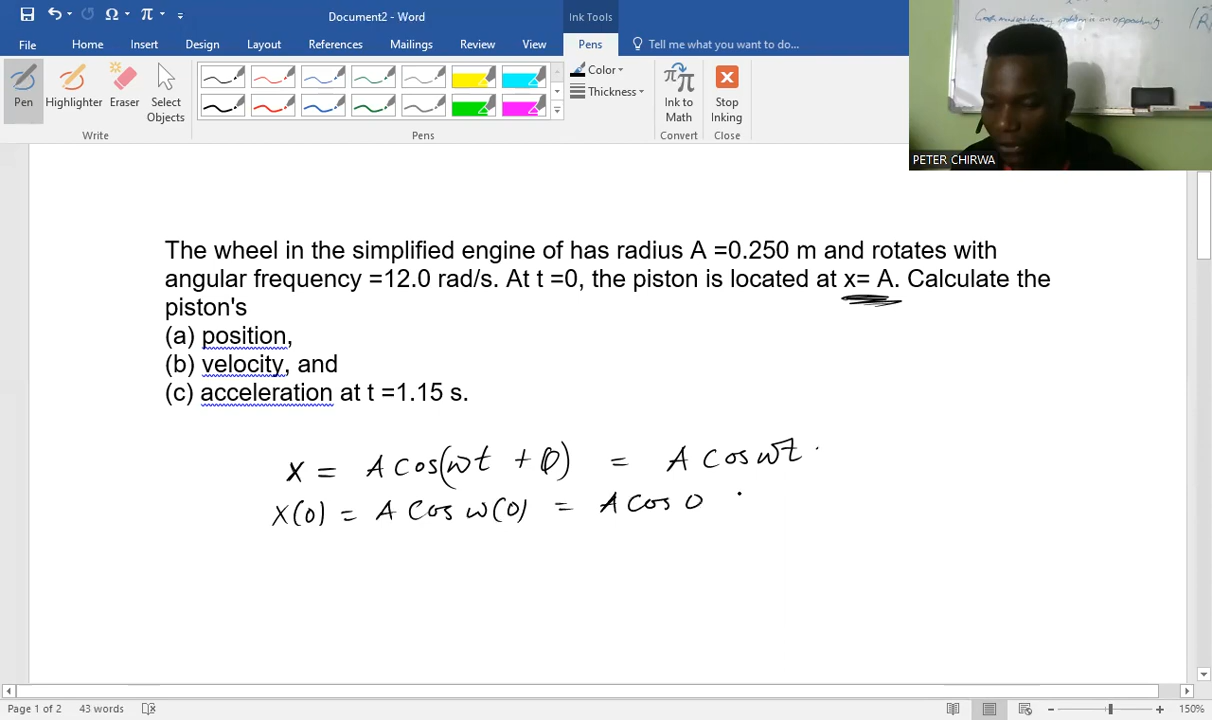 Document2 - Word
Ink Tools
File Home Insert Design Layout References Mailings Review View Pens Tell me what you want to do...
Pen Highlighter Eraser Select Objects
Color
Thickness
Ink to Math
Stop Inking
Write Pens Convert Close
PETER CHIRWA
The wheel in the simplified engine of has radius A =0.250 m and rotates with
angular frequency =12.0 rad/s. At t =0, the piston is located at x= A. Calculate the
piston's
(a) position,
(b) velocity, and
(c) acceleration at t =1.15 s.
x = A cos(ωt + 0) = A cos ωt.
x(0) = A cos ω(0) = A cos 0
Page 1 of 2 43 words
150%